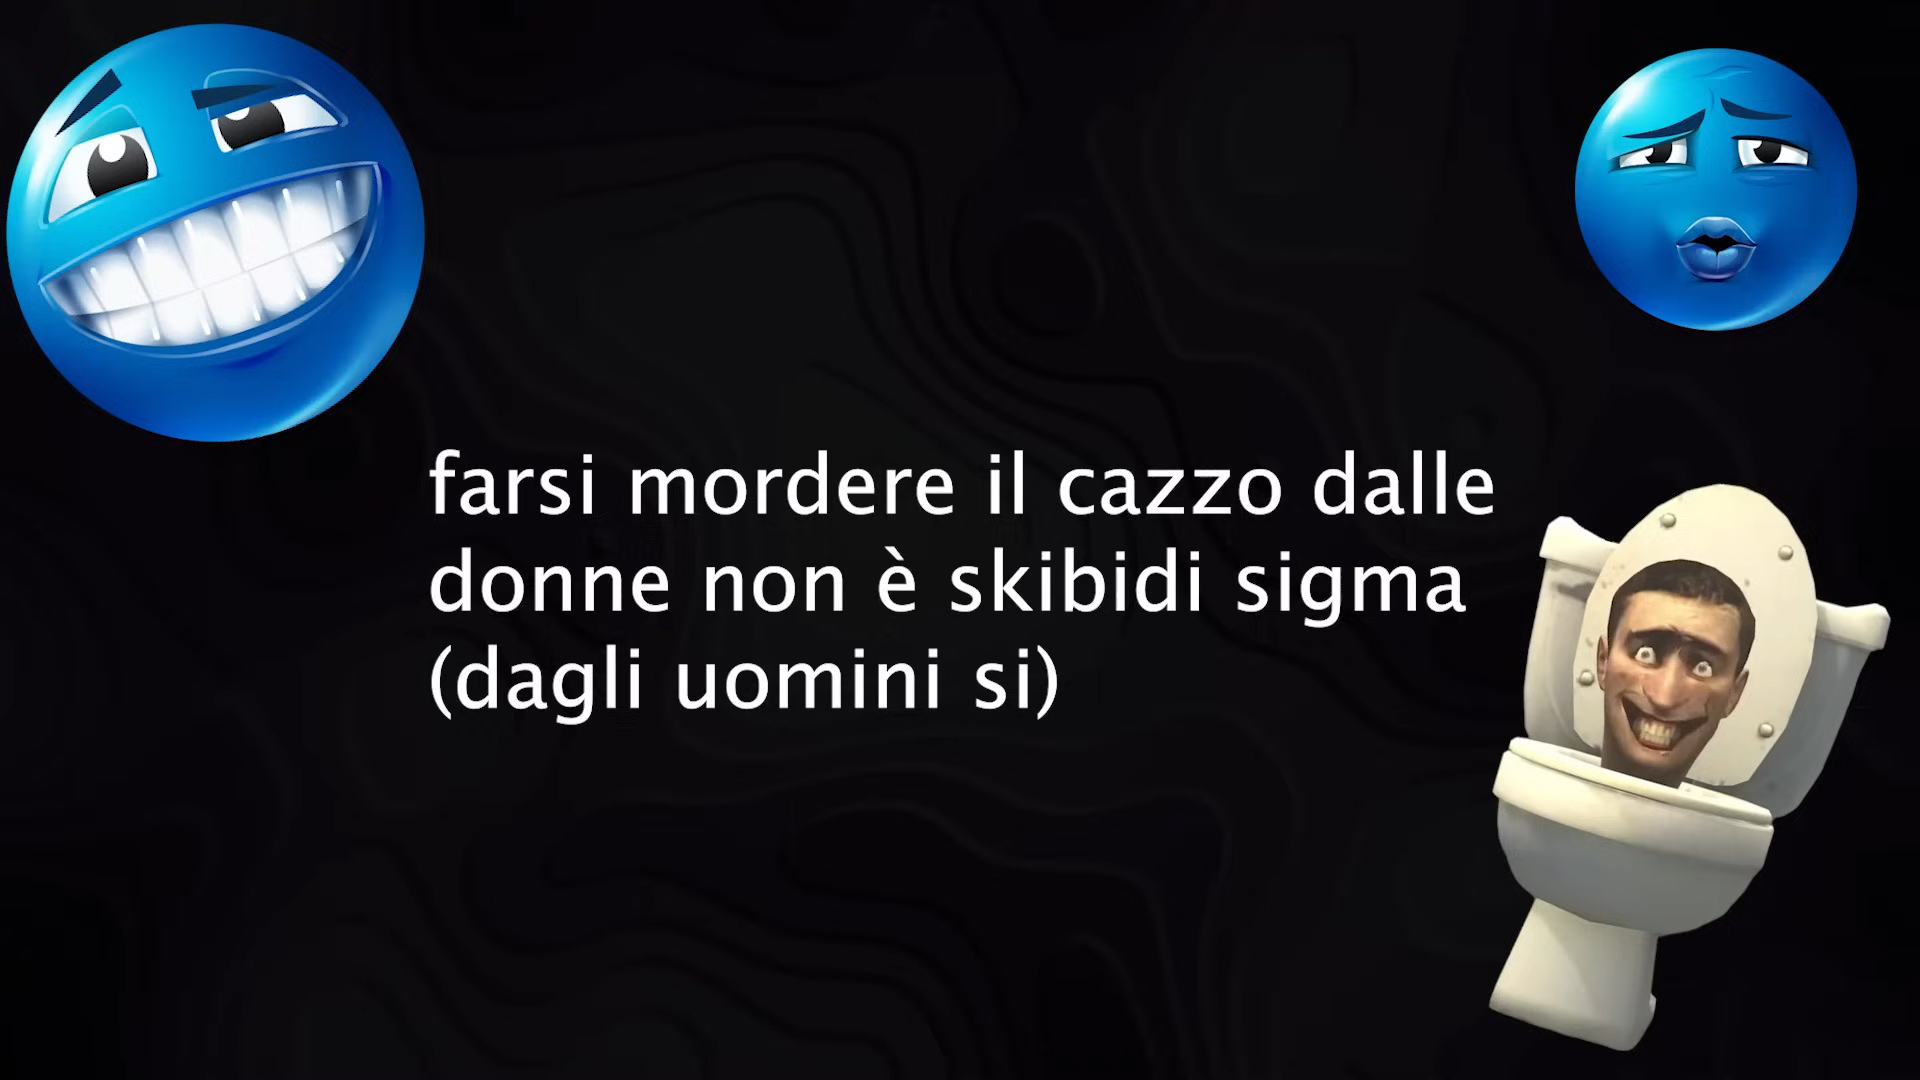 farsi mordere il cazzo dalle
donne non è skibidi sigma
(dagli uomini si)